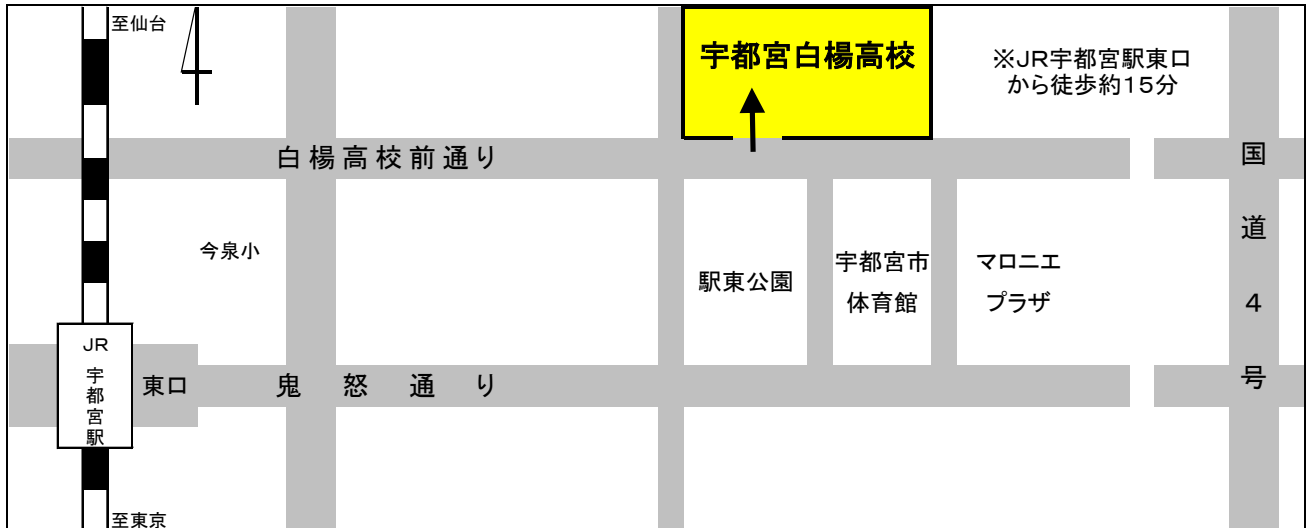 至仙台
宇都宮白楊高校
※JR宇都宮駅東口
から徒歩約15分
白楊高校前通り
国道4号
今泉小
駅東公園
宇都宮市
体育館
マロニエ
プラザ
JR
宇都宮駅
東口
鬼怒通り
至東京